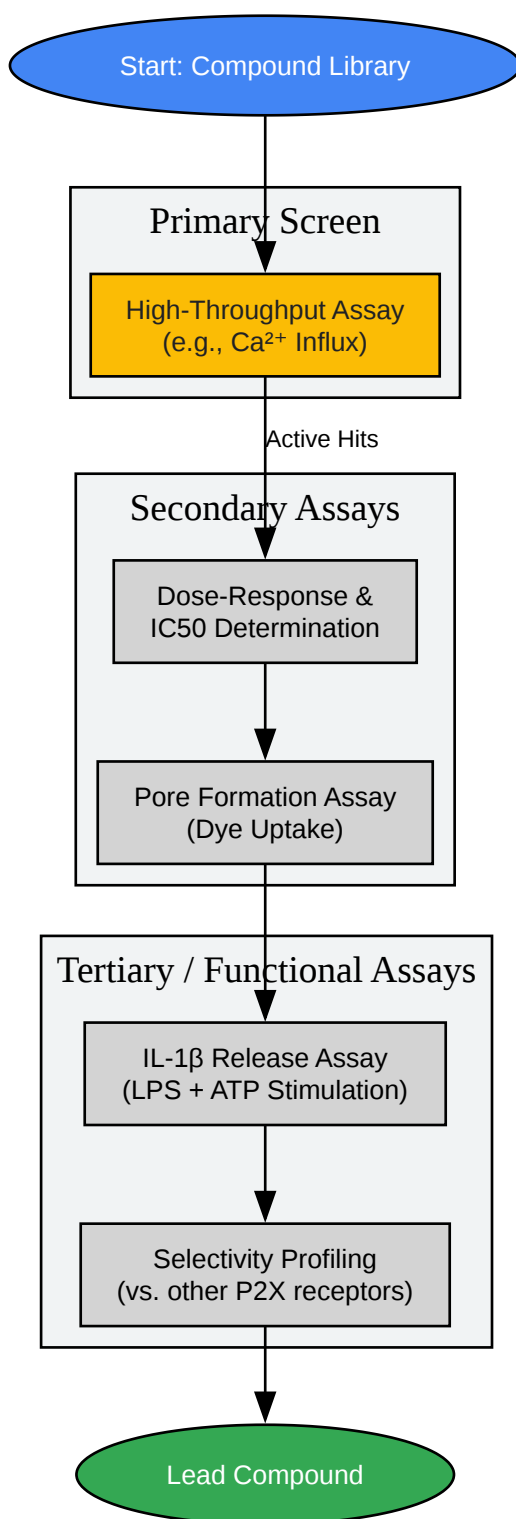 Start: Compound Library
Primary Screen
High-Throughput Assay
(e.g., Ca²⁺ Influx)
Active Hits
Secondary Assays
Dose-Response &
IC50 Determination
Pore Formation Assay
(Dye Uptake)
Tertiary / Functional Assays
IL-1β Release Assay
(LPS + ATP Stimulation)
Selectivity Profiling
(vs. other P2X receptors)
Lead Compound